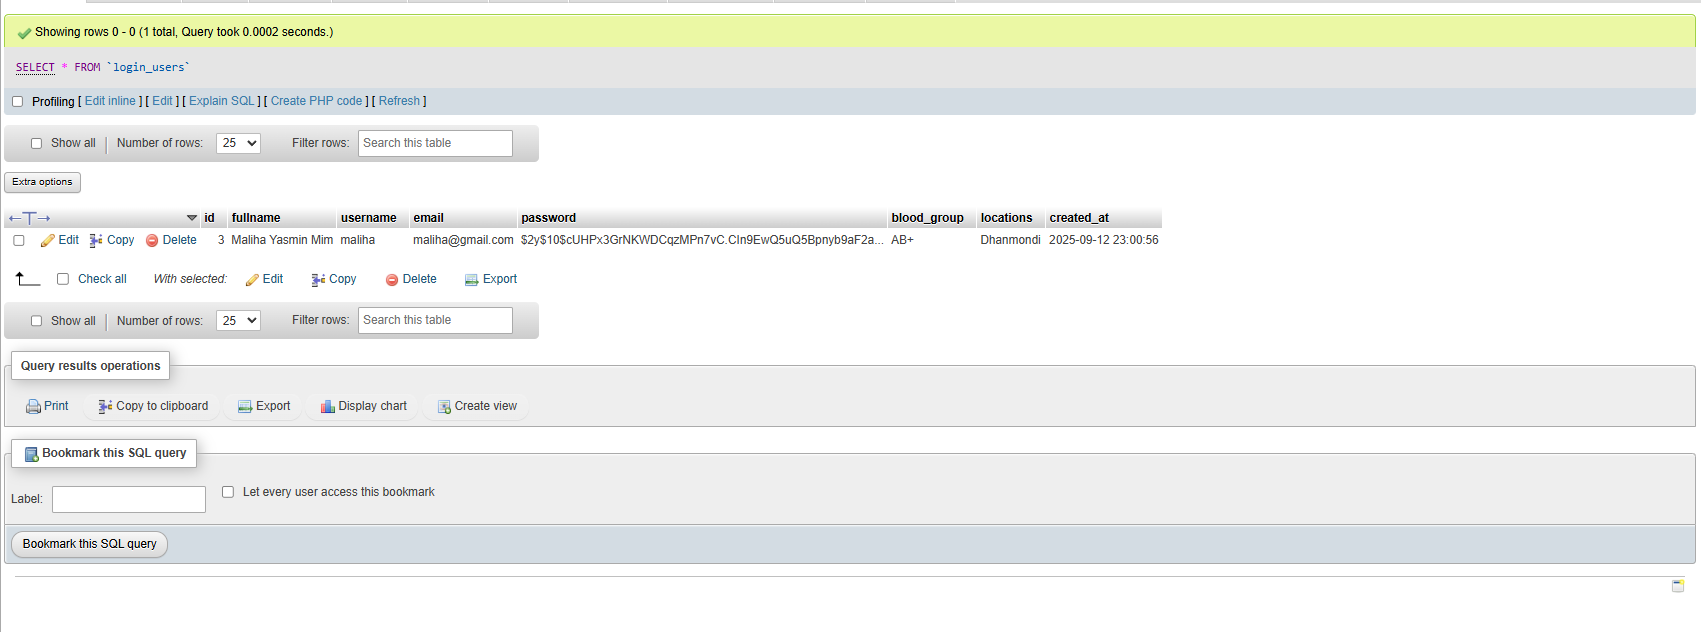 Showing rows 0 - 0 (1 total, Query took 0.0002 seconds.)
SELECT * FROM `login_users`
Profiling [ Edit inline ] [ Edit ] [ Explain SQL ] [ Create PHP code ] [ Refresh ]
Show all | Number of rows: 25 Filter rows: Search this table
Extra options
←T→ id fullname username email password blood_group locations created_at
Edit Copy Delete 3 Maliha Yasmin Mim maliha maliha@gmail.com $2y$10$cUHPx3GrNKWDCqzMPn7vC.CIn9EwQ5uQ5Bpnyb9aF2a... AB+ Dhanmondi 2025-09-12 23:00:56
Check all With selected: Edit Copy Delete Export
Show all | Number of rows: 25 Filter rows: Search this table
Query results operations
Print Copy to clipboard Export Display chart Create view
Bookmark this SQL query
Label: Let every user access this bookmark
Bookmark this SQL query